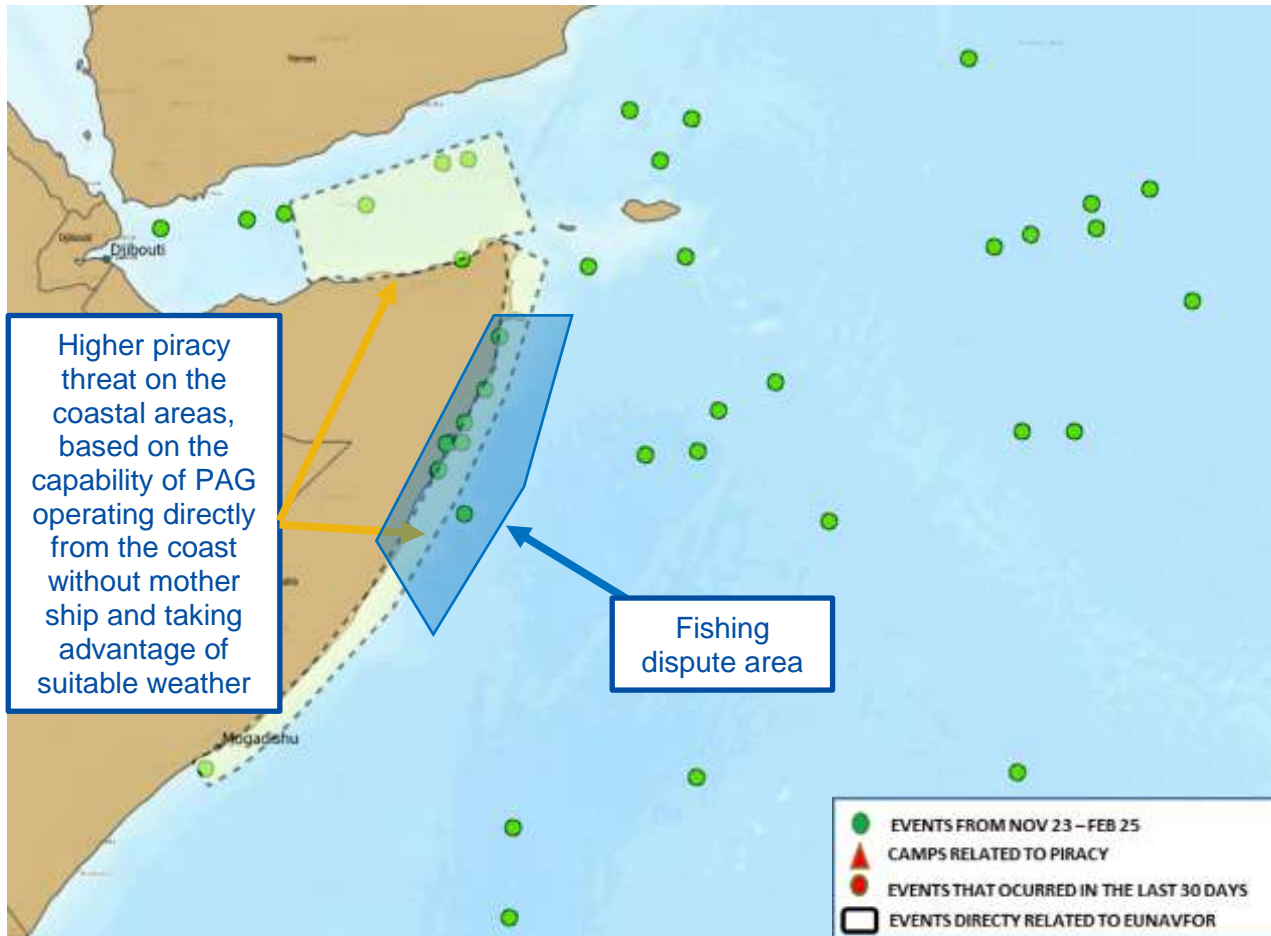 Yemen
Djibouti
Djibouti
Higher piracy
threat on the
coastal areas,
based on the
capability of PAG
operating directly
from the coast
without mother
ship and taking
advantage of
suitable weather
Fishing
dispute area
Mogadishu
EVENTS FROM NOV 23 – FEB 25
CAMPS RELATED TO PIRACY
EVENTS THAT OCURRED IN THE LAST 30 DAYS
EVENTS DIRECTY RELATED TO EUNAVFOR